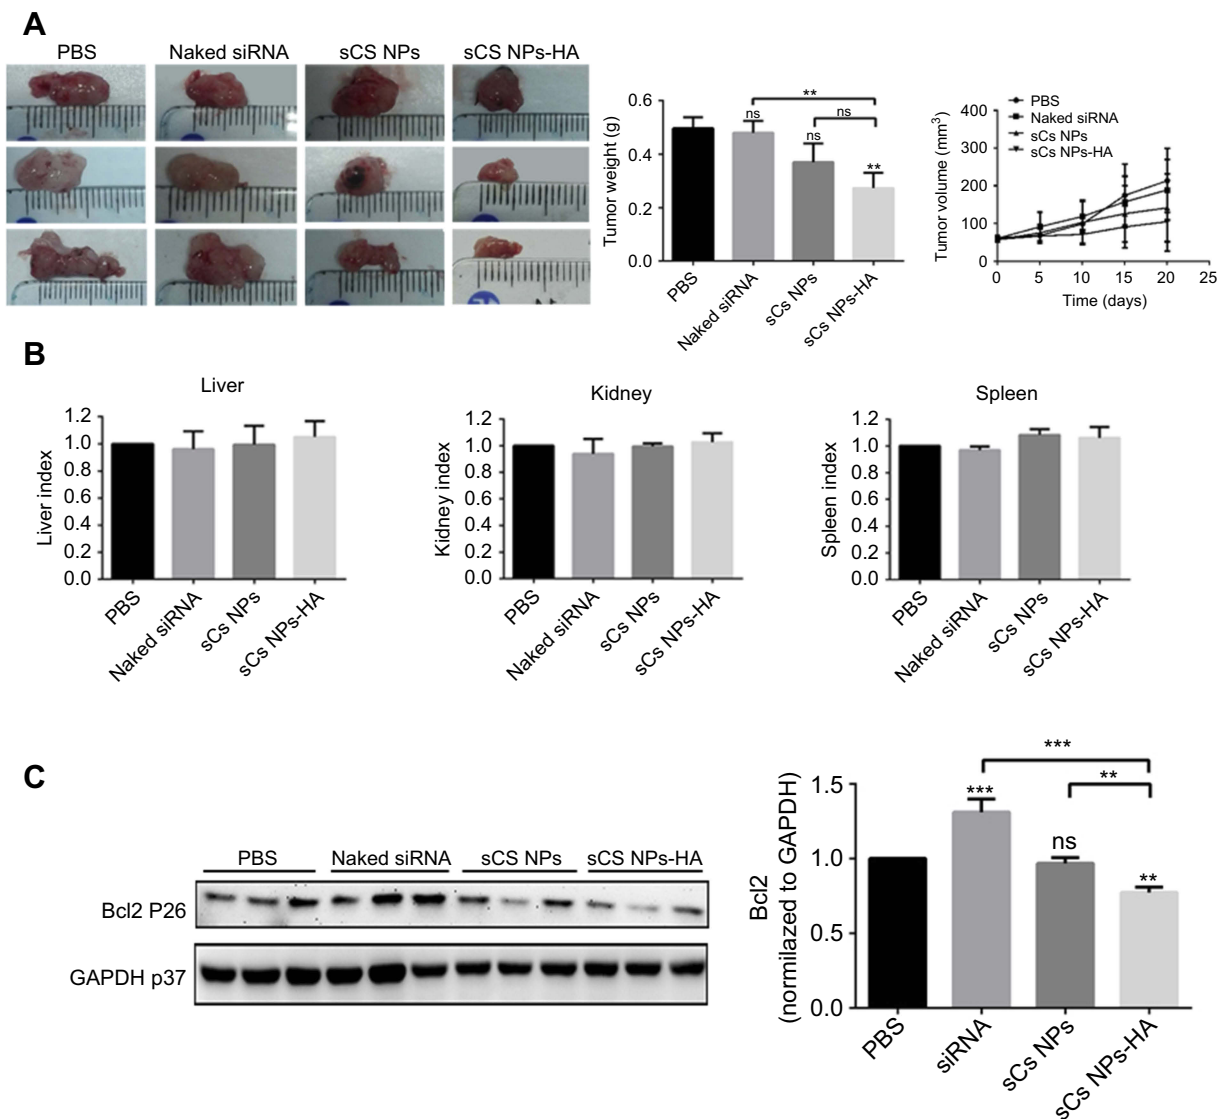 A
PBS
Naked siRNA
sCS NPs
sCS NPs-HA
Tumor weight (g)
0.6
0.4
0.2
0.0
ns
ns
**
ns
**
PBS
Naked siRNA
sCs NPs
sCs NPs-HA
Tumor volume (mm³)
400
300
200
100
0
PBS
Naked siRNA
sCs NPs
sCs NPs-HA
0 5 10 15 20 25
Time (days)
B
Liver
Liver index
1.2
1.0
0.8
0.6
0.4
0.2
0.0
PBS
Naked siRNA
sCs NPs
sCs NPs-HA
Kidney
Kidney index
1.2
1.0
0.8
0.6
0.4
0.2
0.0
PBS
Naked siRNA
sCs NPs
sCs NPs-HA
Spleen
Spleen index
1.2
1.0
0.8
0.6
0.4
0.2
0.0
PBS
Naked siRNA
sCs NPs
sCs NPs-HA
C
PBS
Naked siRNA
sCS NPs
sCS NPs-HA
Bcl2 P26
GAPDH p37
Bcl2
(normilazed to GAPDH)
1.5
1.0
0.5
0.0
***
**
***
ns
**
PBS
siRNA
sCs NPs
sCs NPs-HA